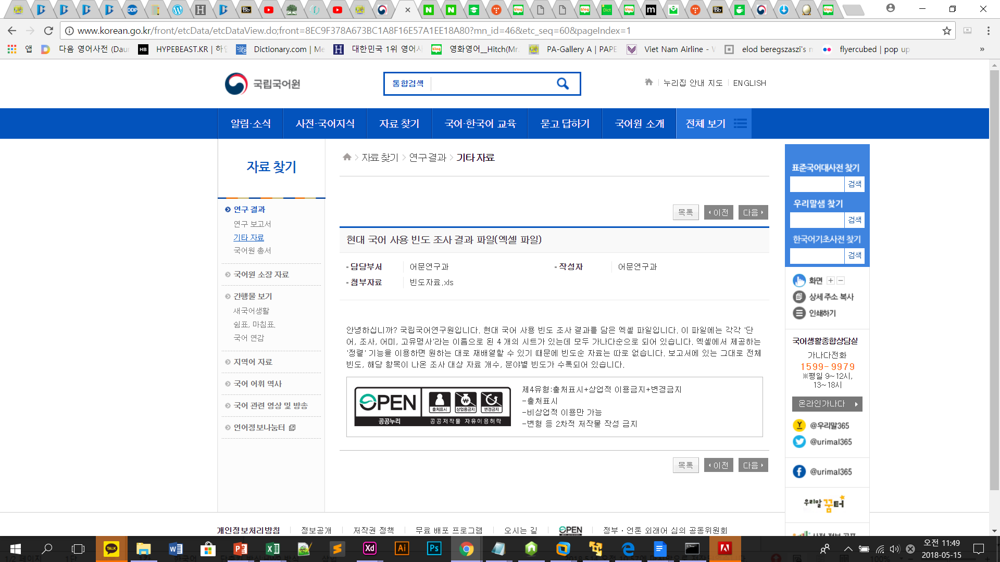 www.korean.go.kr/front/etcData/etcDataView.do;front=8EC9F378A673BC1A8F16E57A1EE18A80?mn_id=46&etc_seq=60&pageIndex=1
앱 다음 영어사전 (Dau HYPEBEAST.KR | 하 Dictionary.com | Me 대한민국 1위 영어사 영화영어__Hitch(Mr. PA-Gallery A | PAPE Viet Nam Airline - elod beregszaszi's flyercubed | pop up »
국립국어원
통합검색
누리집 안내 지도 ENGLISH
알림·소식 사전·국어지식 자료 찾기 국어·한국어 교육 묻고 답하기 국어원 소개 전체 보기
자료 찾기
연구 결과
연구 보고서
기타 자료
국어원 총서
국어원 소장 자료
간행물 보기
새국어생활
쉼표, 마침표.
국어 연감
지역어 자료
국어 어휘 역사
국어 관련 영상 및 방송
언어정보나눔터
자료 찾기 > 연구 결과 > 기타 자료
목록 이전 다음
현대 국어 사용 빈도 조사 결과 파일(엑셀 파일)
담당부서 어문연구과 작성자 어문연구과
첨부자료 빈도자료.xls
안녕하십니까? 국립국어연구원입니다. 현대 국어 사용 빈도 조사 결과를 담은 엑셀 파일입니다. 이 파일에는 각각 '단
어, 조사, 어미, 고유명사'라는 이름으로 된 4 개의 시트가 있는데 모두 가나다순으로 되어 있습니다. 엑셀에서 제공하는
'정렬' 기능을 이용하면 원하는 대로 재배열할 수 있기 때문에 빈도순 자료는 따로 없습니다. 보고서에 있는 그대로 전체
빈도, 해당 항목이 나온 조사 대상 자료 개수, 분야별 빈도가 수록되어 있습니다.
OPEN
출처표시 상업용금지 변경금지
공공누리 공공저작물 자유이용허락
제4유형:출처표시+상업적 이용금지+변경금지
-출처표시
-비상업적 이용만 가능
-변형 등 2차적 저작물 작성 금지
목록 이전 다음
표준국어대사전 찾기
검색
우리말샘 찾기
검색
한국어기초사전 찾기
검색
화면 + -
상세 주소 복사
인쇄하기
국어생활종합상담실
가나다전화
1599-9979
※평일 9~12시,
13~18시
온라인가나다
@우리말365
@urimal365
@urimal365
우리말 꿈터
개인정보처리방침 정보공개 저작권 정책 무료 배포 프로그램 오시는 길 OPEN 정부·언론 외래어 심의 공동위원회
오전 11:49
2018-05-15